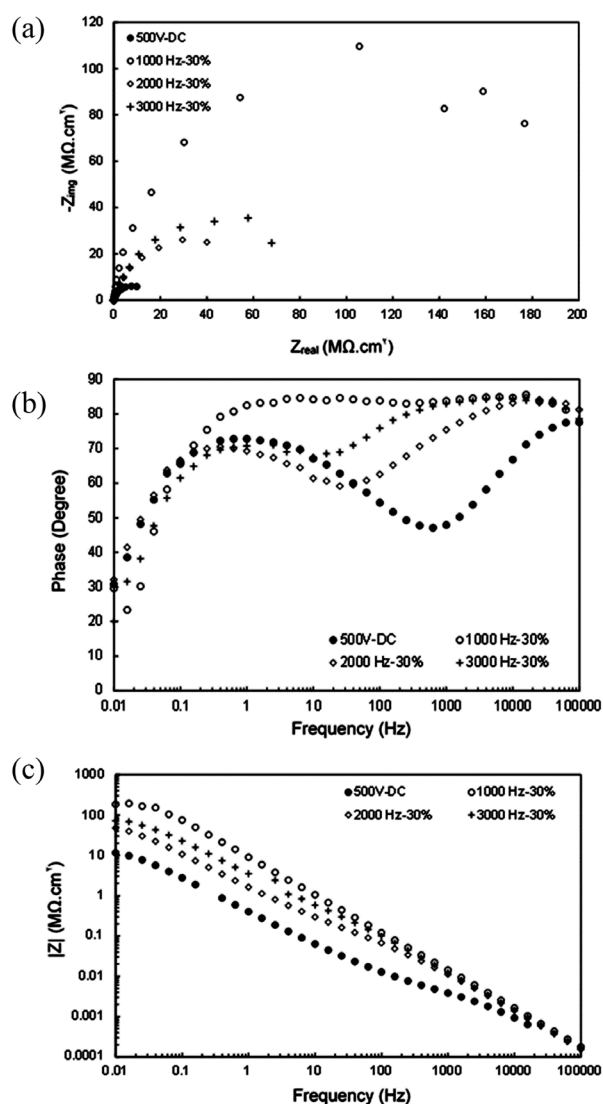 (a)
500V-DC
1000 Hz-30%
2000 Hz-30%
3000 Hz-30%
-Zimg (MΩ.cm²)
120
100
80
60
40
20
0
0 20 40 60 80 100 120 140 160 180 200
Zreal (MΩ.cm۲)
(b)
Phase (Degree)
90
80
70
60
50
40
30
20
10
0
500V-DC 1000 Hz-30%
2000 Hz-30% 3000 Hz-30%
0.01 0.1 1 10 100 1000 10000 100000
Frequency (Hz)
(c)
|Z| (MΩ.cm۲)
1000
100
10
1
0.1
0.01
0.001
0.0001
500V-DC 1000 Hz-30%
2000 Hz-30% 3000 Hz-30%
0.01 0.1 1 10 100 1000 10000 100000
Frequency (Hz)